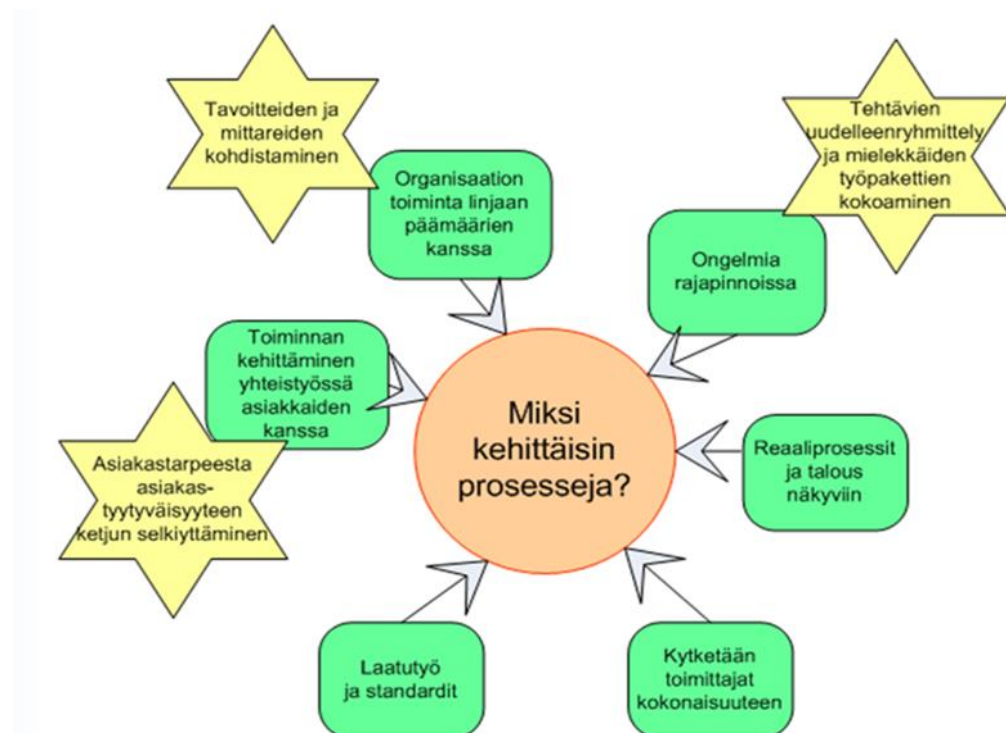 Tavoitteiden ja
mittareiden
kohdistaminen
Tehtävien
uudelleenryhmittely
ja mielekkäiden
työpakettien
kokoaminen
Organisaation
toiminta linjaan
päämäärien
kanssa
Ongelmia
rajapinnoissa
Toiminnan
kehittäminen
yhteistyössä
asiakkaiden
kanssa
Miksi
kehittäisin
prosesseja?
Reaaliprosessit
ja talous
näkyviin
Asiakastarpeesta
asiakas-
tyytyväisyyteen
ketjun selkiyttäminen
Laatutyö
ja standardit
Kytketään
toimittajat
kokonaisuuteen